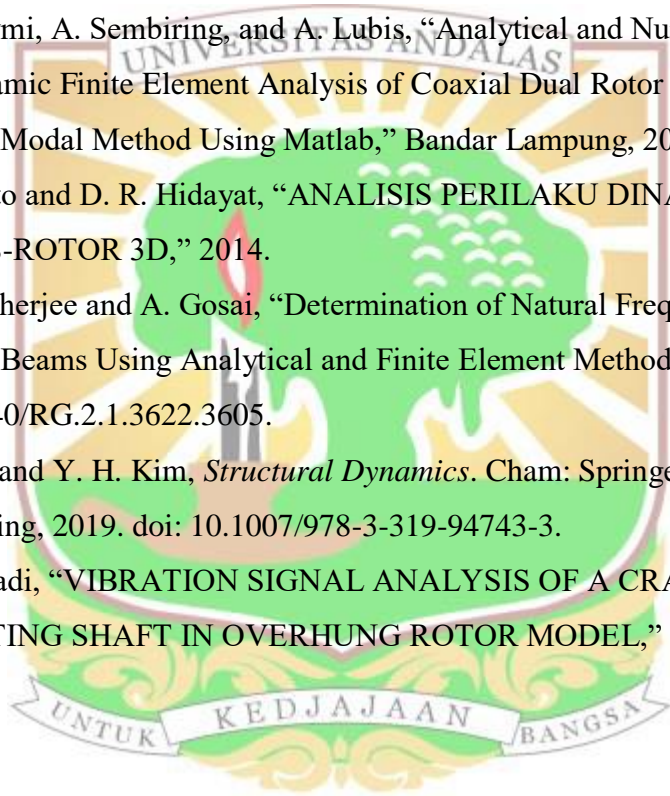 mi, A. Sembiring, and A. Lubis, “Analytical and Nu
UNIVERSITAS ANDALAS
amic Finite Element Analysis of Coaxial Dual Rotor
Modal Method Using Matlab,” Bandar Lampung, 20
to and D. R. Hidayat, “ANALISIS PERILAKU DINA
-ROTOR 3D,” 2014.
herjee and A. Gosai, “Determination of Natural Freq
Beams Using Analytical and Finite Element Method
0/RG.2.1.3622.3605.
and Y. H. Kim, Structural Dynamics. Cham: Springe
ing, 2019. doi: 10.1007/978-3-319-94743-3.
adi, “VIBRATION SIGNAL ANALYSIS OF A CRA
TING SHAFT IN OVERHUNG ROTOR MODEL,”
UNTUK KEDJAJAAN BANGSA